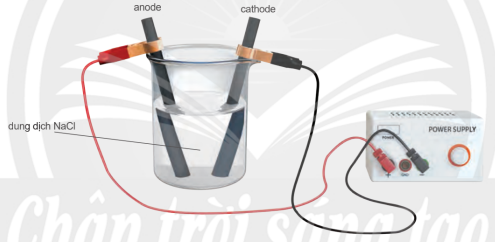 anode
cathode
dung dịch NaCl
POWER SUPPLY
Chân trời sáng tạo